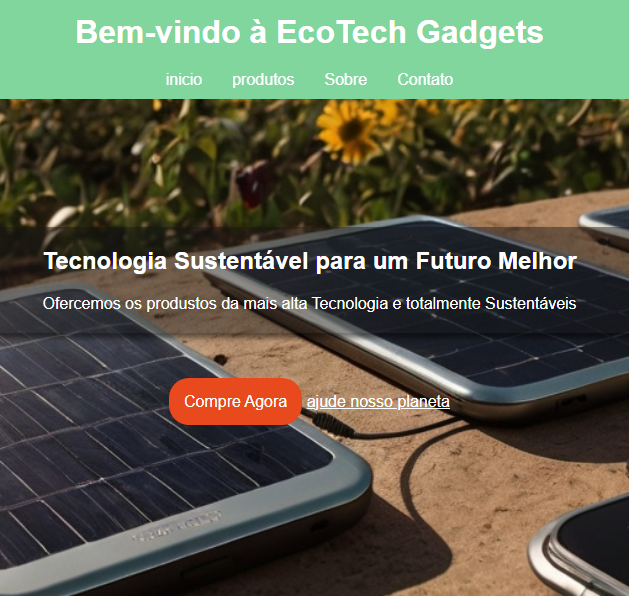 Bem-vindo à EcoTech Gadgets
inicio produtos Sobre Contato
Tecnologia Sustentável para um Futuro Melhor
Ofercemos os produstos da mais alta Tecnologia e totalmente Sustentáveis
Compre Agora ajude nosso planeta